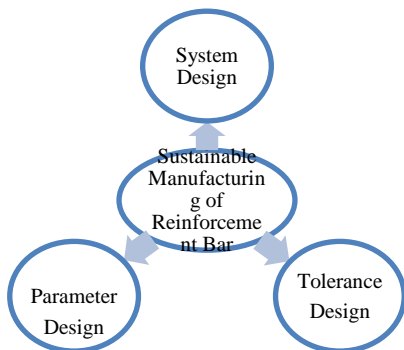 System
Design
Sustainable
Manufacturin
g of
Reinforceme
nt Bar
Parameter
Design
Tolerance
Design